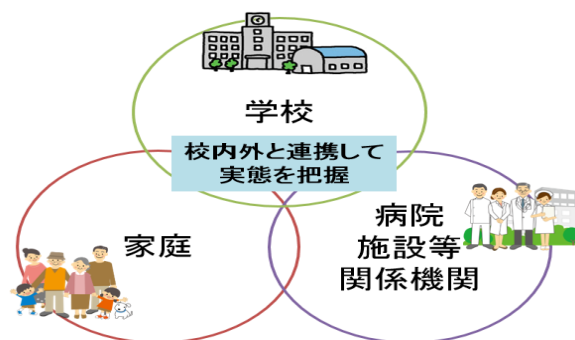 学校
校内外と連携して
実態を把握
家庭
病院
施設等
関係機関